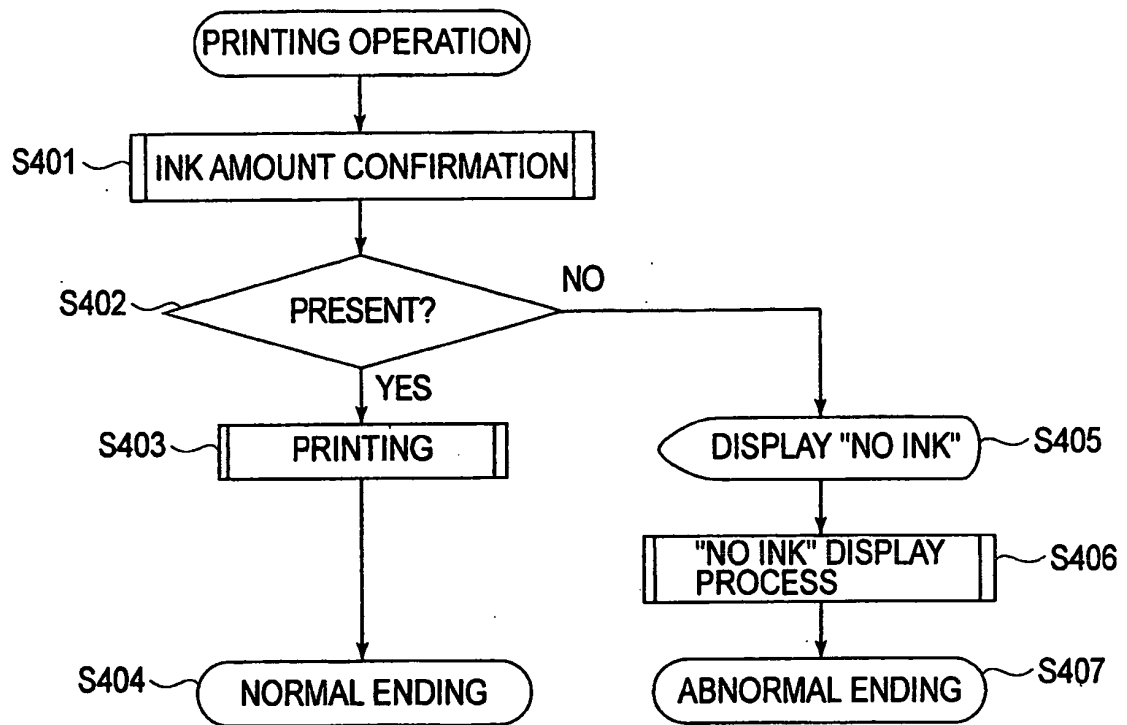 PRINTING OPERATION
S401
INK AMOUNT CONFIRMATION
S402
PRESENT?
NO
YES
S403
PRINTING
DISPLAY "NO INK"
S405
"NO INK" DISPLAY
PROCESS
S406
S404
NORMAL ENDING
ABNORMAL ENDING
S407